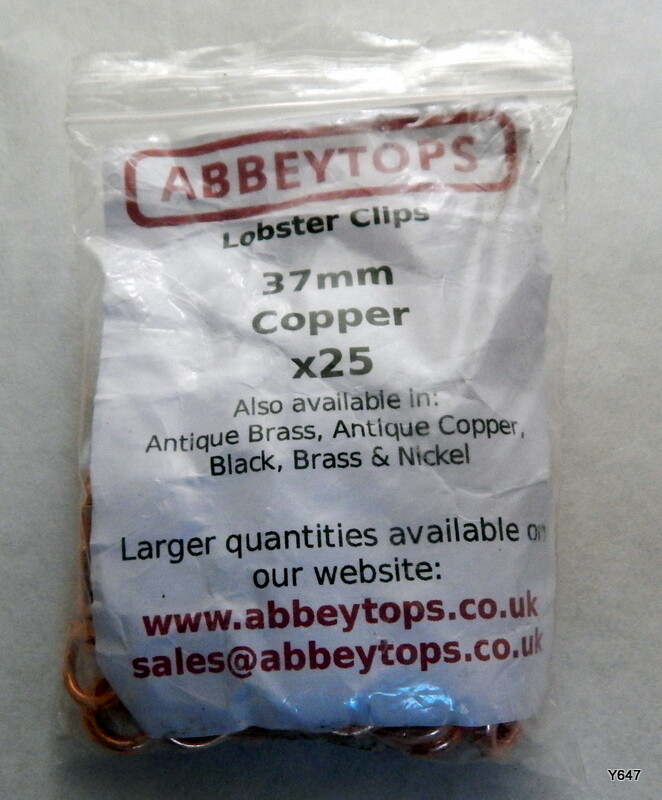 ABBEYTOPS
Lobster Clips
37mm
Copper
x25
Also available in:
Antique Brass, Antique Copper,
Black, Brass & Nickel
Larger quantities available on
our website:
www.abbeytops.co.uk
sales@abbeytops.co.uk
Y647